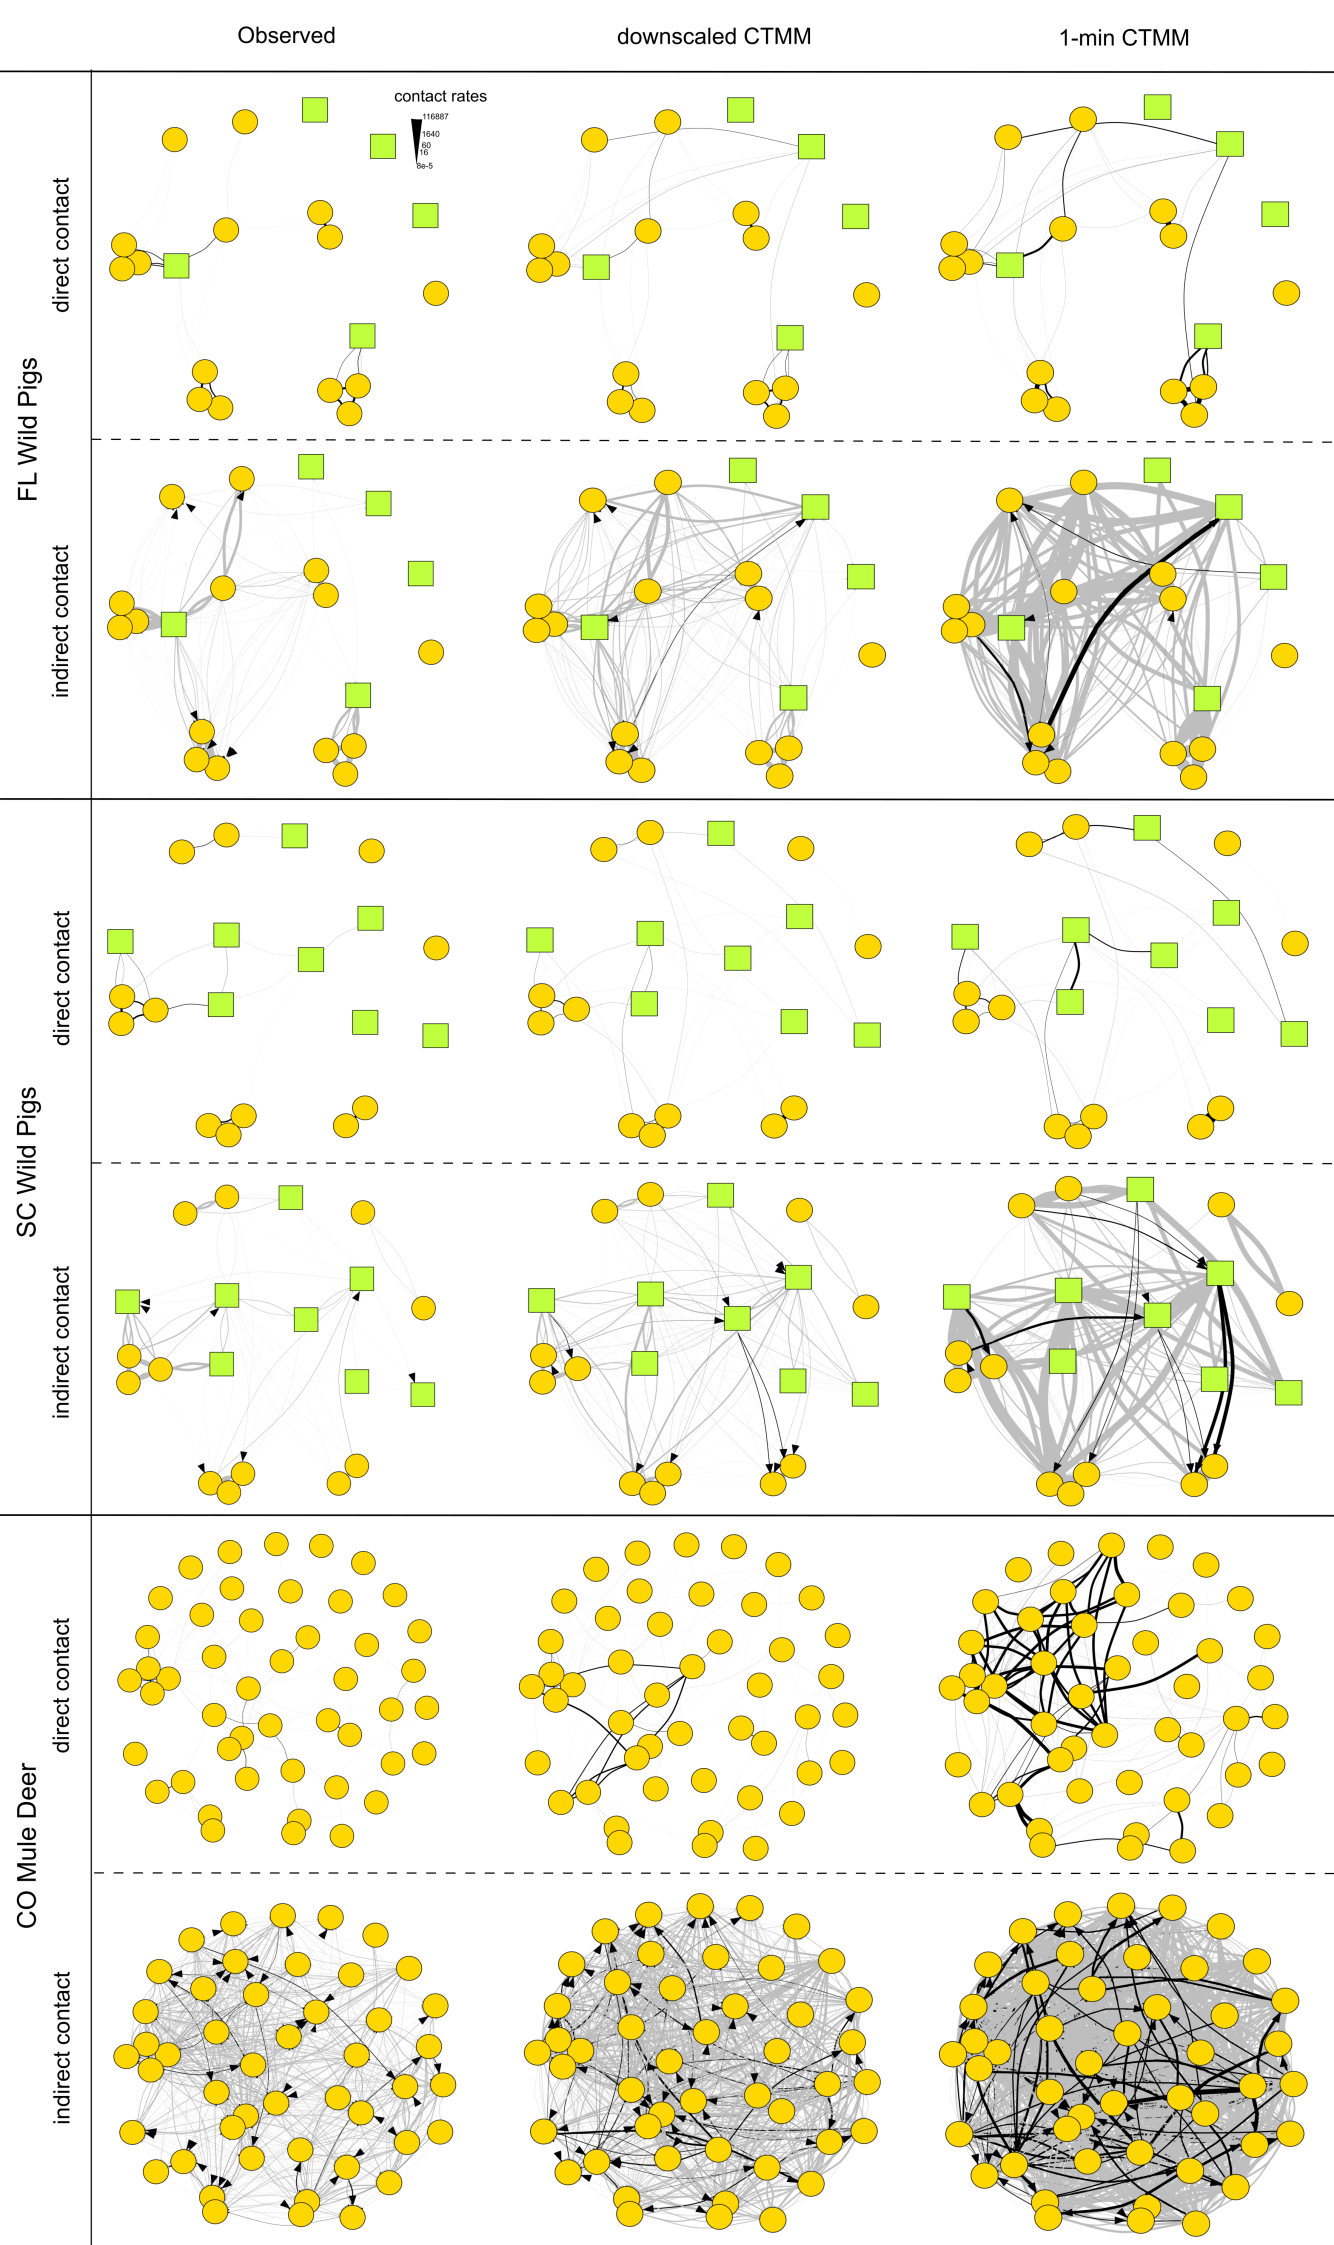 Observed
downscaled CTMM
1-min CTMM
contact rates
116887
1640
60
16
8e-5
FL Wild Pigs
direct contact
indirect contact
SC Wild Pigs
direct contact
indirect contact
CO Mule Deer
direct contact
indirect contact